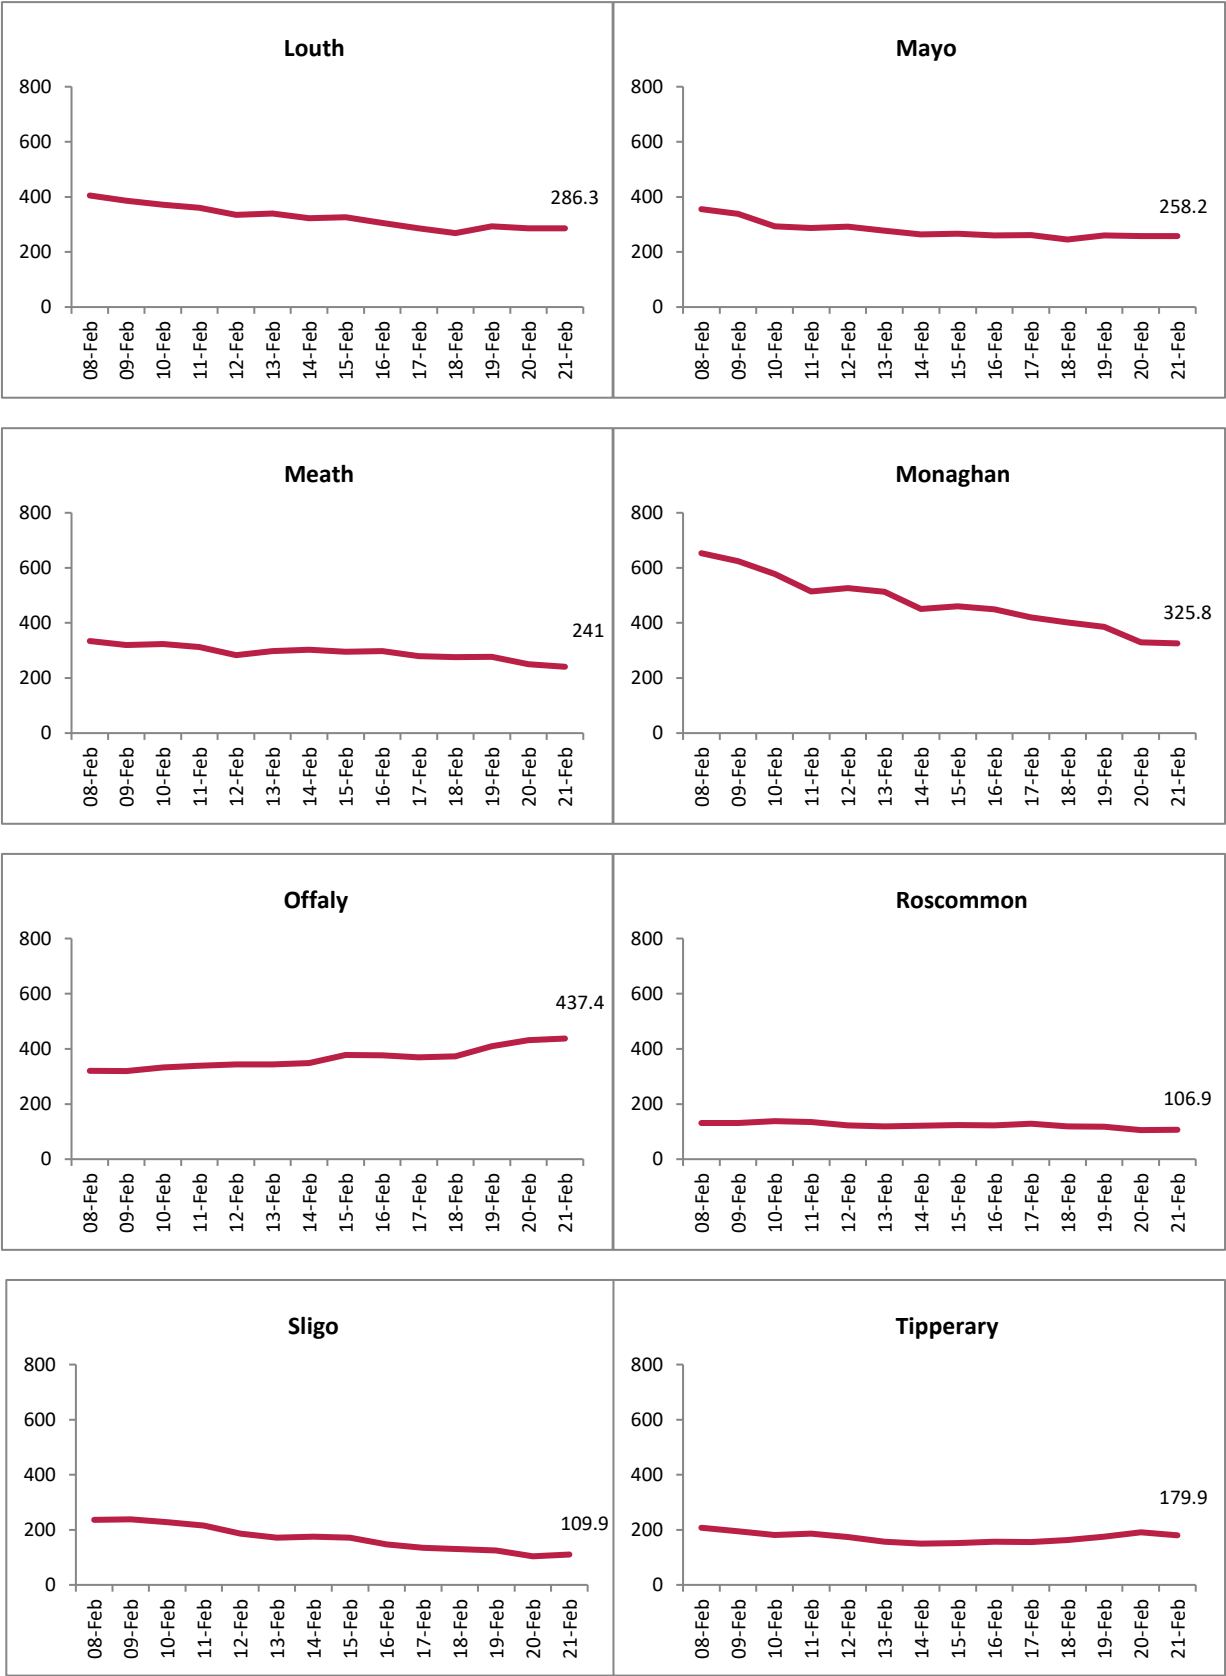 Louth
800
600
400
200
0
286.3
08-Feb
09-Feb
10-Feb
11-Feb
12-Feb
13-Feb
14-Feb
15-Feb
16-Feb
17-Feb
18-Feb
19-Feb
20-Feb
21-Feb
Mayo
800
600
400
200
0
258.2
08-Feb
09-Feb
10-Feb
11-Feb
12-Feb
13-Feb
14-Feb
15-Feb
16-Feb
17-Feb
18-Feb
19-Feb
20-Feb
21-Feb
Meath
800
600
400
200
0
241
08-Feb
09-Feb
10-Feb
11-Feb
12-Feb
13-Feb
14-Feb
15-Feb
16-Feb
17-Feb
18-Feb
19-Feb
20-Feb
21-Feb
Monaghan
800
600
400
200
0
325.8
08-Feb
09-Feb
10-Feb
11-Feb
12-Feb
13-Feb
14-Feb
15-Feb
16-Feb
17-Feb
18-Feb
19-Feb
20-Feb
21-Feb
Offaly
800
600
400
200
0
437.4
08-Feb
09-Feb
10-Feb
11-Feb
12-Feb
13-Feb
14-Feb
15-Feb
16-Feb
17-Feb
18-Feb
19-Feb
20-Feb
21-Feb
Roscommon
800
600
400
200
0
106.9
08-Feb
09-Feb
10-Feb
11-Feb
12-Feb
13-Feb
14-Feb
15-Feb
16-Feb
17-Feb
18-Feb
19-Feb
20-Feb
21-Feb
Sligo
800
600
400
200
0
109.9
08-Feb
09-Feb
10-Feb
11-Feb
12-Feb
13-Feb
14-Feb
15-Feb
16-Feb
17-Feb
18-Feb
19-Feb
20-Feb
21-Feb
Tipperary
800
600
400
200
0
179.9
08-Feb
09-Feb
10-Feb
11-Feb
12-Feb
13-Feb
14-Feb
15-Feb
16-Feb
17-Feb
18-Feb
19-Feb
20-Feb
21-Feb